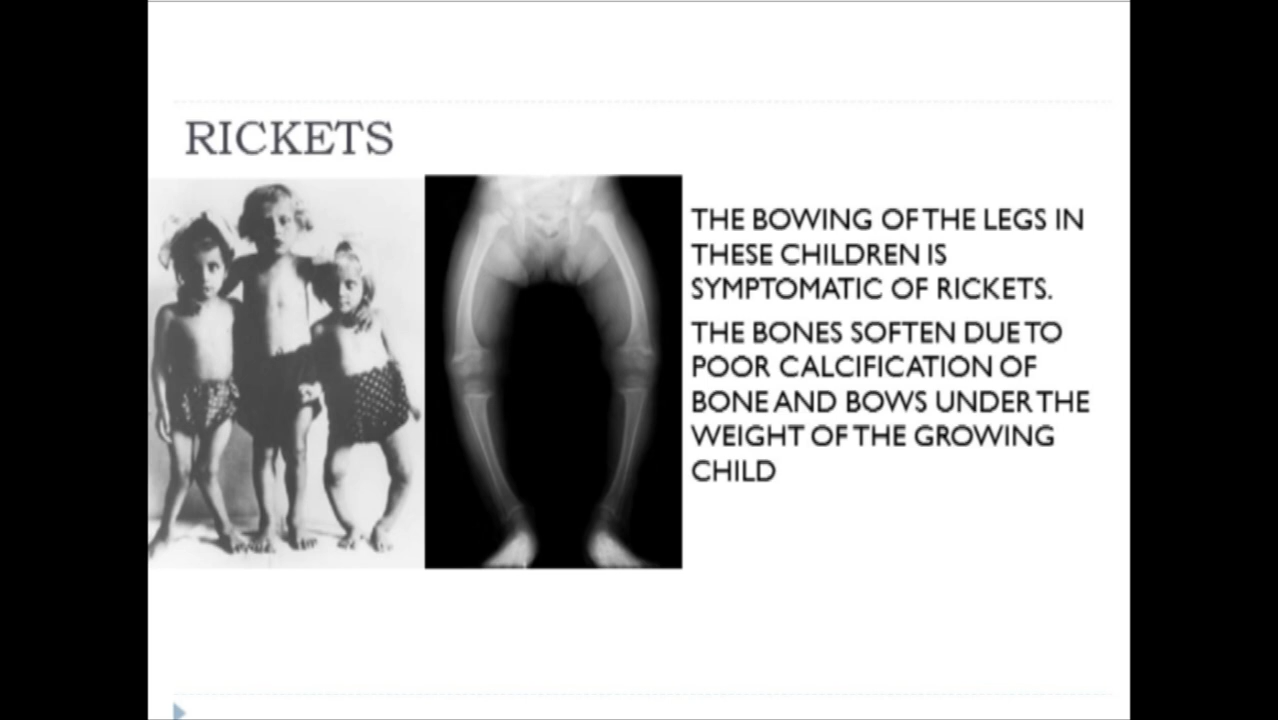 RICKETS
THE BOWING OF THE LEGS IN
THESE CHILDREN IS
SYMPTOMATIC OF RICKETS.
THE BONES SOFTEN DUE TO
POOR CALCIFICATION OF
BONE AND BOWS UNDER THE
WEIGHT OF THE GROWING
CHILD